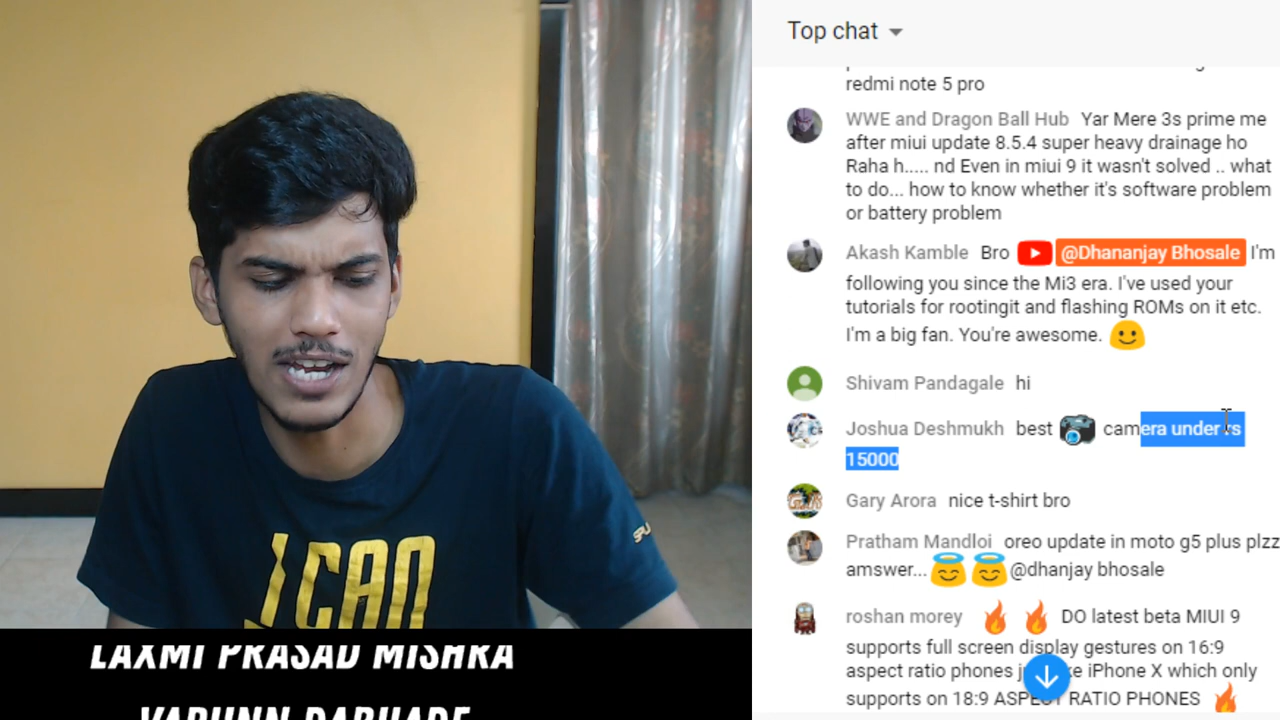 Top chat
redmi note 5 pro
WWE and Dragon Ball Hub Yar Mere 3s prime me
after miui update 8.5.4 super heavy drainage ho
Raha h..... nd Even in miui 9 it wasn't solved .. what
to do... how to know whether it's software problem
or battery problem
Akash Kamble Bro @Dhananjay Bhosale I'm
following you since the Mi3 era. I've used your
tutorials for rootingit and flashing ROMs on it etc.
I'm a big fan. You're awesome.
Shivam Pandagale hi
Joshua Deshmukh best camera under rs
15000
Gary Arora nice t-shirt bro
Pratham Mandloi oreo update in moto g5 plus plzz
amswer... @dhanjay bhosale
roshan morey DO latest beta MIUI 9
supports full screen display gestures on 16:9
aspect ratio phones iPhone X which only
supports on 18:9 ASPECT RATIO PHONES
I CAN
LAXMI PRASAD MISHRA